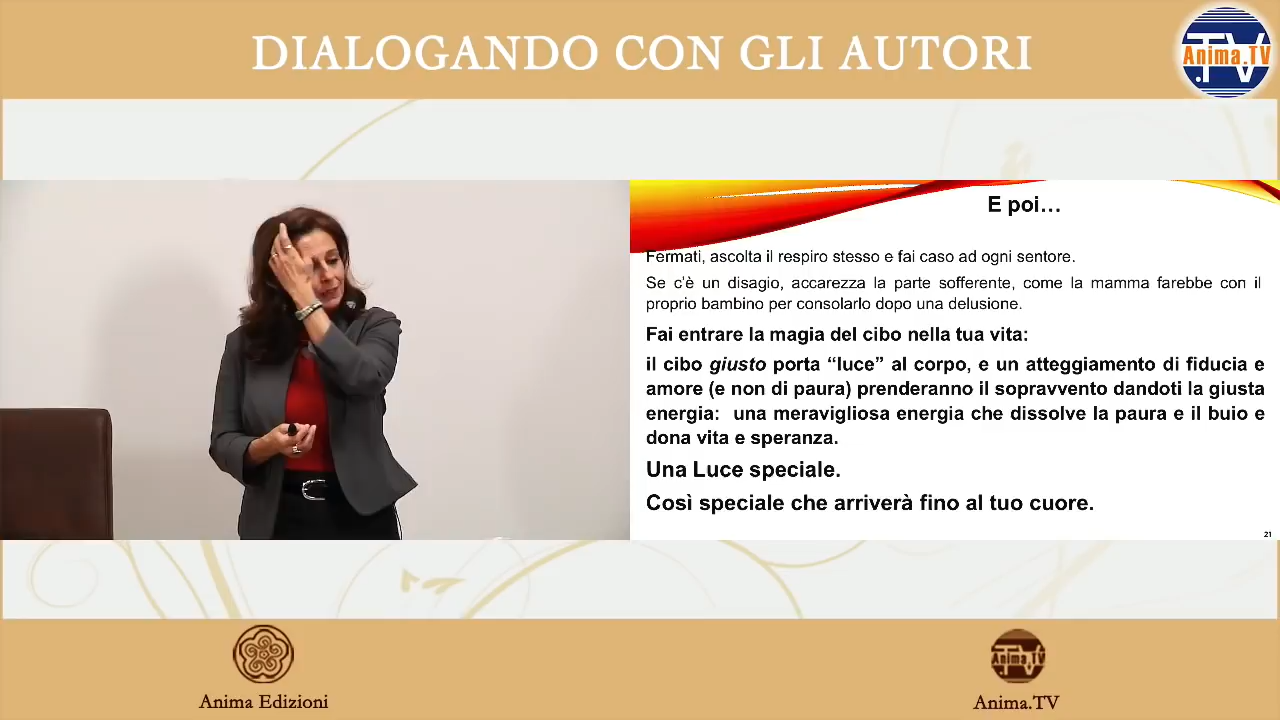 DIALOGANDO CON GLI AUTORI
Anima.TV
TV
E poi…
Fermati, ascolta il respiro stesso e fai caso ad ogni sentore.
Se c'è un disagio, accarezza la parte sofferente, come la mamma farebbe con il
proprio bambino per consolarlo dopo una delusione.
Fai entrare la magia del cibo nella tua vita:
il cibo giusto porta “luce” al corpo, e un atteggiamento di fiducia e
amore (e non di paura) prenderanno il sopravvento dandoti la giusta
energia: una meravigliosa energia che dissolve la paura e il buio e
dona vita e speranza.
Una Luce speciale.
Così speciale che arriverà fino al tuo cuore.
21
Anima Edizioni
Anima.TV
TV
Anima.TV